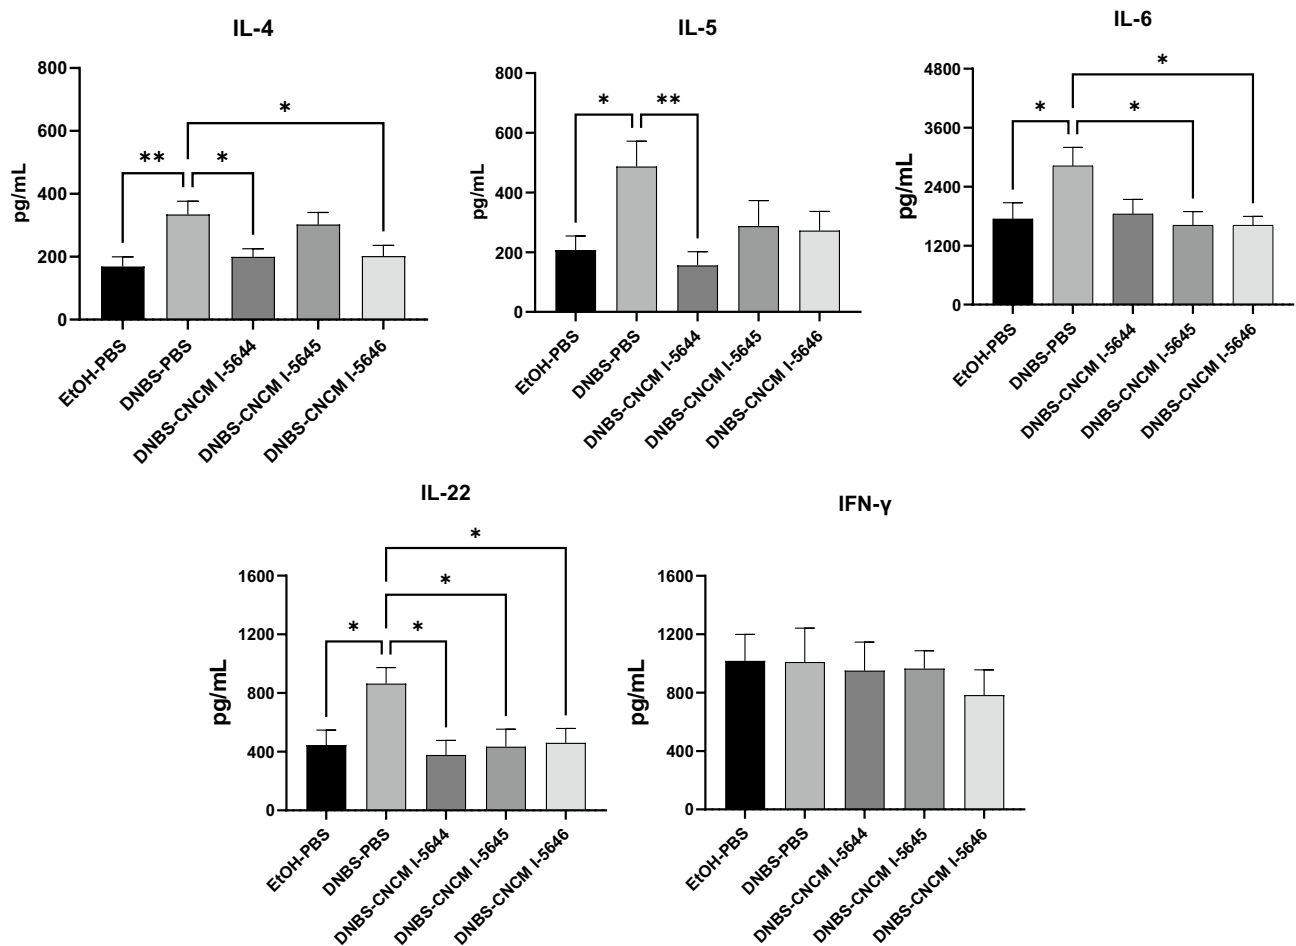 IL-4
800
600
400
200
0
pg/mL
**
*
*
EtOH-PBS
DNBS-PBS
DNBS-CNCM I-5644
DNBS-CNCM I-5645
DNBS-CNCM I-5646
IL-5
800
600
400
200
0
pg/mL
*
**
EtOH-PBS
DNBS-PBS
DNBS-CNCM I-5644
DNBS-CNCM I-5645
DNBS-CNCM I-5646
IL-6
4800
3600
2400
1200
0
pg/mL
*
*
*
EtOH-PBS
DNBS-PBS
DNBS-CNCM I-5644
DNBS-CNCM I-5645
DNBS-CNCM I-5646
IL-22
1600
1200
800
400
0
pg/mL
*
*
*
*
EtOH-PBS
DNBS-PBS
DNBS-CNCM I-5644
DNBS-CNCM I-5645
DNBS-CNCM I-5646
IFN-γ
1600
1200
800
400
0
pg/mL
EtOH-PBS
DNBS-PBS
DNBS-CNCM I-5644
DNBS-CNCM I-5645
DNBS-CNCM I-5646